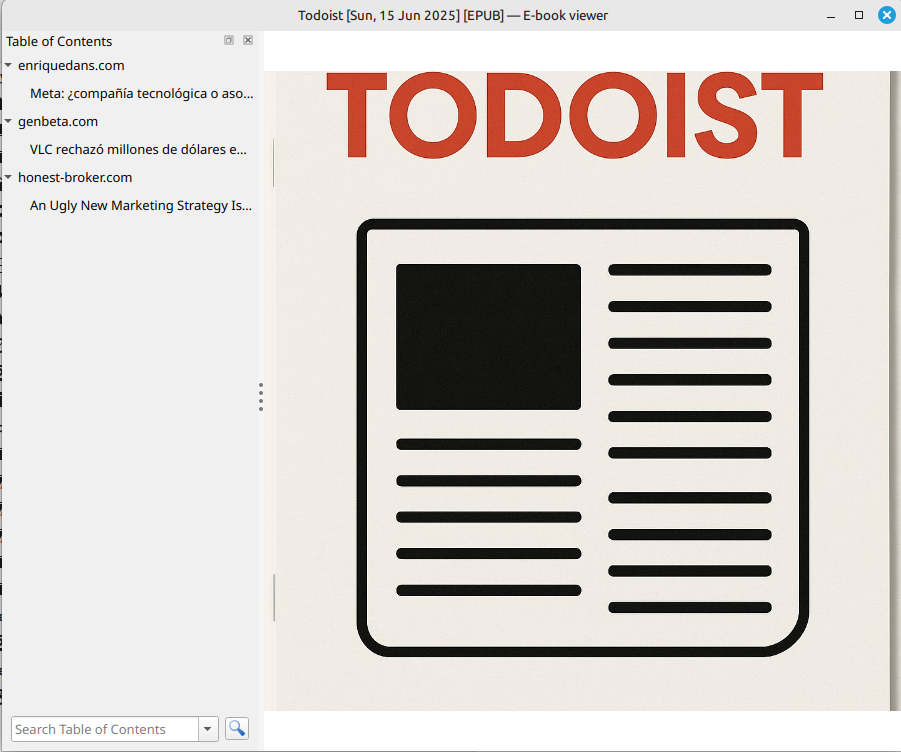 Todoist [Sun, 15 Jun 2025] [EPUB] — E-book viewer
Table of Contents
enriquedans.com
Meta: ¿compañía tecnológica o aso...
genbeta.com
VLC rechazó millones de dólares e...
honest-broker.com
An Ugly New Marketing Strategy Is...
Search Table of Contents
TODOIST